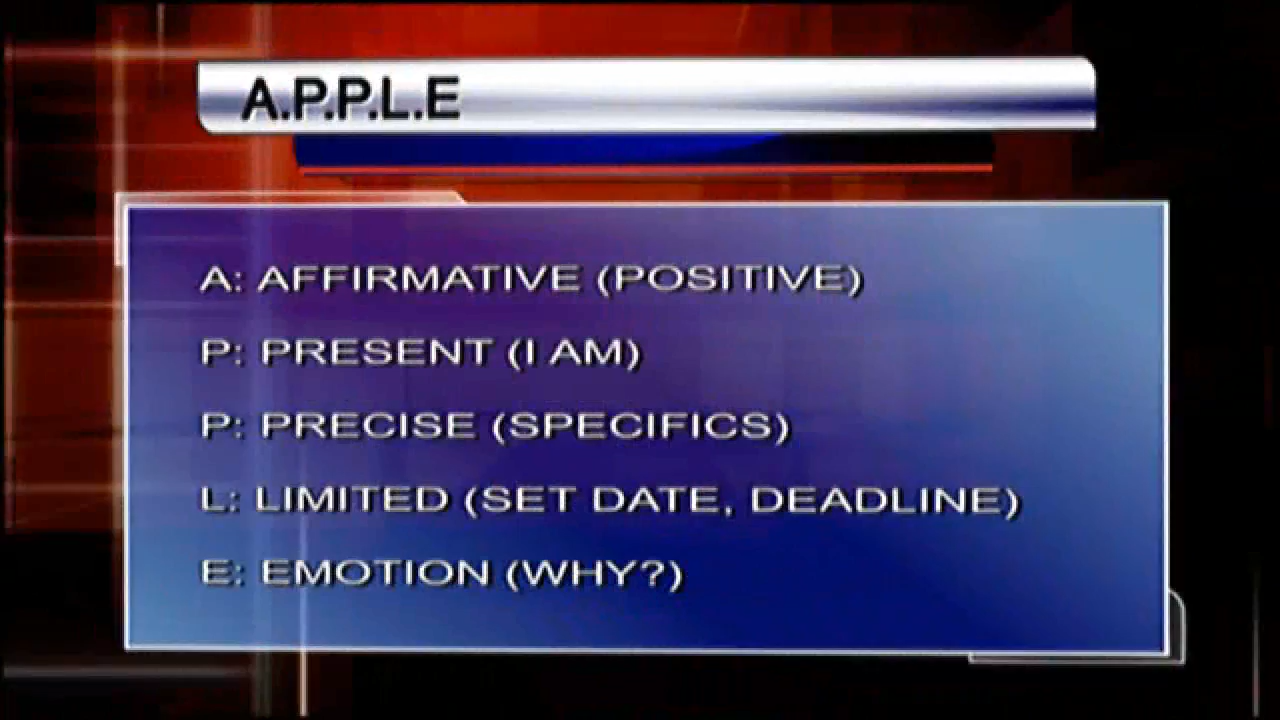 A.P.P.L.E
A: AFFIRMATIVE (POSITIVE)
P: PRESENT (I AM)
P: PRECISE (SPECIFICS)
L: LIMITED (SET DATE, DEADLINE)
E: EMOTION (WHY?)